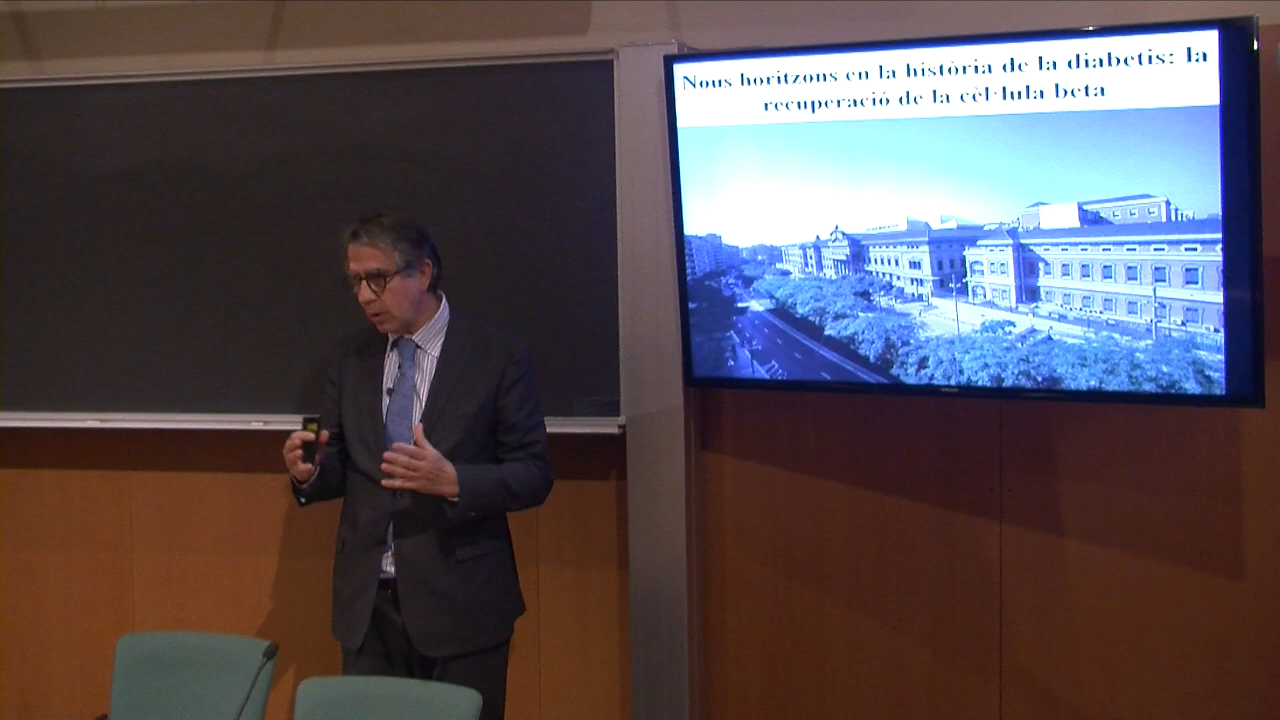 Nous horitzons en la història de la diabetis: la
recuperació de la cèl·lula beta